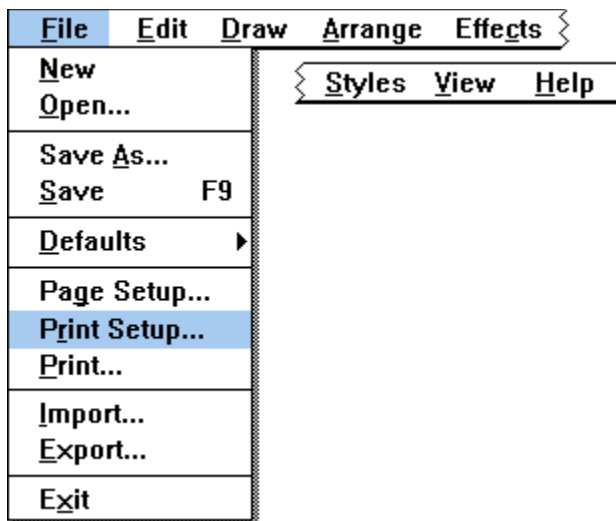 File Edit Draw Arrange Effects
Styles View Help
New
Open...
Save As...
Save F9
Defaults
Page Setup...
Print Setup...
Print...
Import...
Export...
Exit